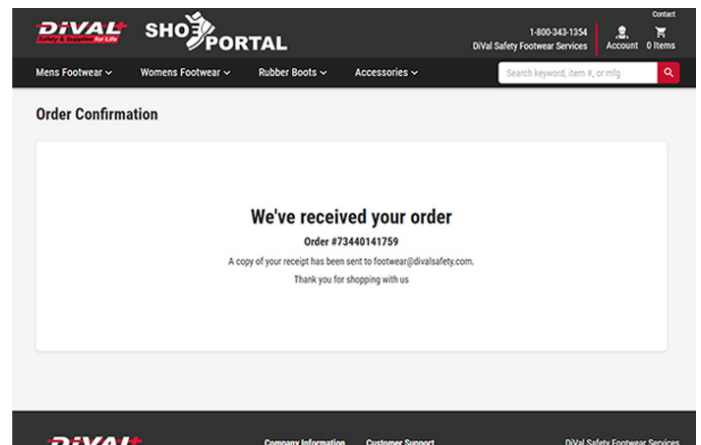 Contact
DiVAL
Safety & Supplies for Life
SHOE PORTAL
1-800-343-1354
DiVal Safety Footwear Services
Account
0 Items
Mens Footwear
Womens Footwear
Rubber Boots
Accessories
Search keyword, item #, or mfg
Order Confirmation
We've received your order
Order #73440141759
A copy of your receipt has been sent to footwear@divalsafety.com.
Thank you for shopping with us
DiVAL
Company Information
Customer Support
DiVal Safety Footwear Services